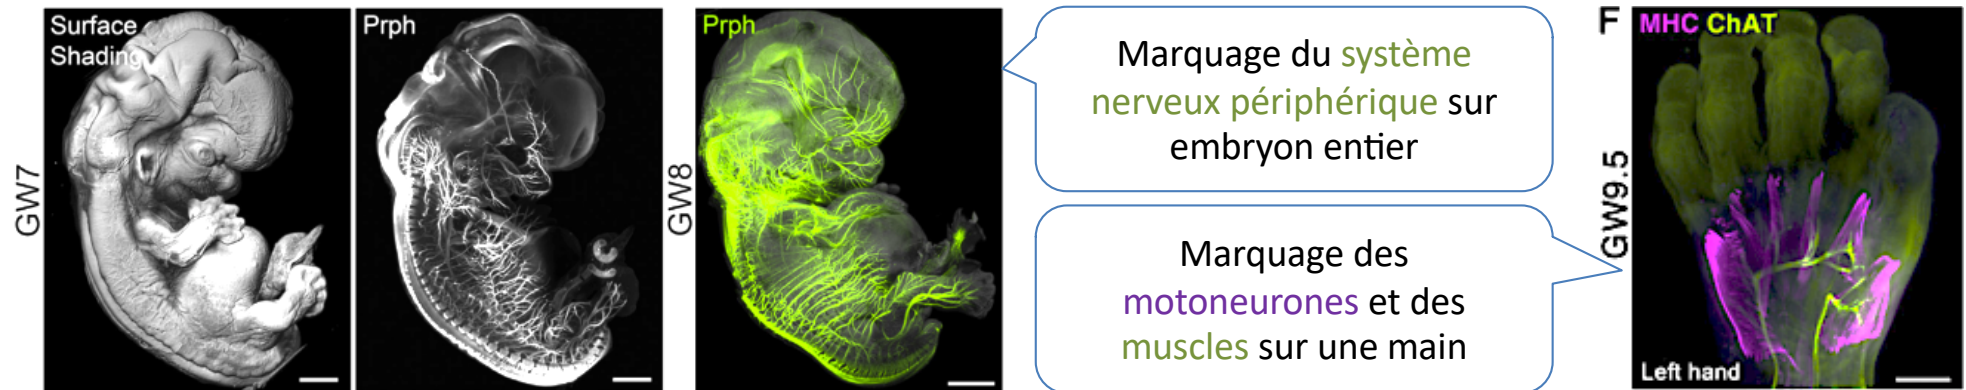 GW7
Surface
Shading
Prph
GW8
Prph
Marquage du système
nerveux périphérique sur
embryon entier
Marquage des
motoneurones et des
muscles sur une main
F
MHC ChAT
GW9.5
Left hand